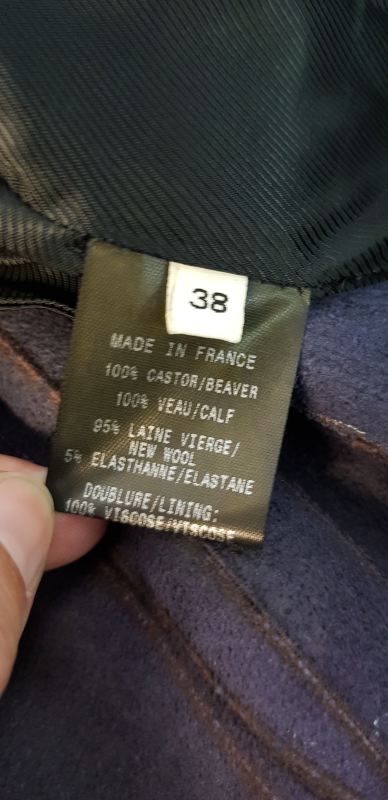 38
MADE IN FRANCE
100% CASTOR/BEAVER
100% VEAU/CALF
95% LAINE VIERGE/
NEW WOOL
5% ELASTHANNE/ELASTANE
DOUBLURE/LINING:
100% VISCOSE/VISCOSE